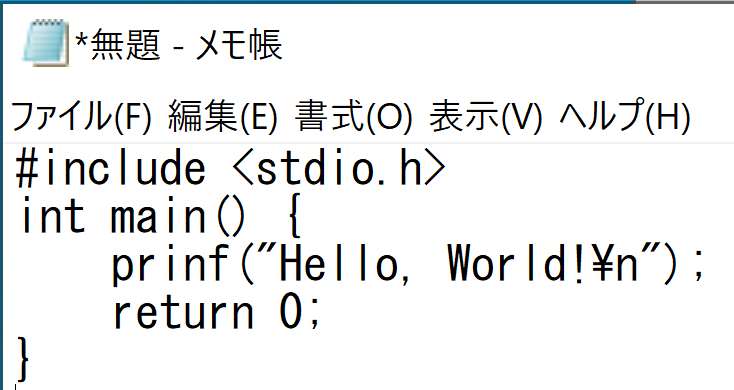 *無題 - メモ帳
ファイル(F) 編集(E) 書式(O) 表示(V) ヘルプ(H)
#include <stdio.h>
int main() {
    prinf("Hello, World!¥n");
    return 0;
}